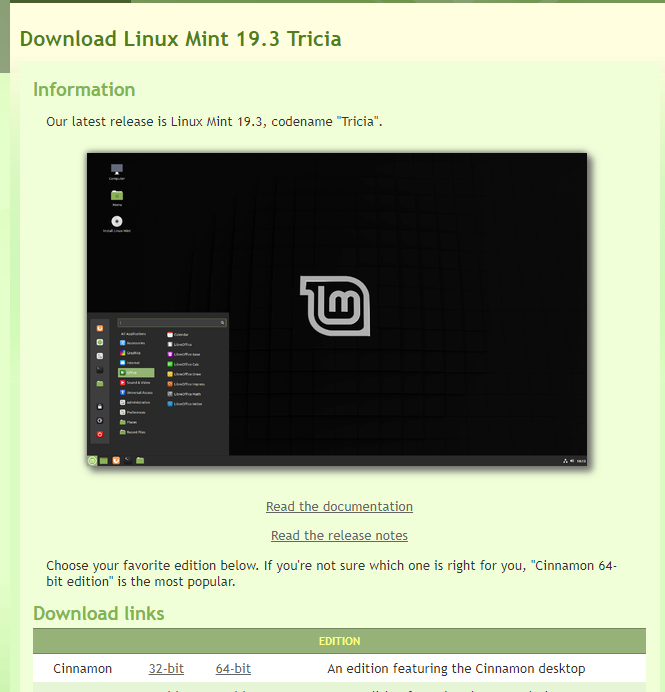 Download Linux Mint 19.3 Tricia
Information
Our latest release is Linux Mint 19.3, codename "Tricia".
Computer
Home
Install Linux Mint
lm
All Applications
Accessories
Graphics
Internet
Office
Sound & Video
Universal Access
Administration
Preferences
Places
Recent Files
Calendar
LibreOffice
LibreOffice Base
LibreOffice Calc
LibreOffice Draw
LibreOffice Impress
LibreOffice Math
LibreOffice Writer
Read the documentation
Read the release notes
Choose your favorite edition below. If you're not sure which one is right for you, "Cinnamon 64-
bit edition" is the most popular.
Download links
EDITION
Cinnamon 32-bit 64-bit An edition featuring the Cinnamon desktop